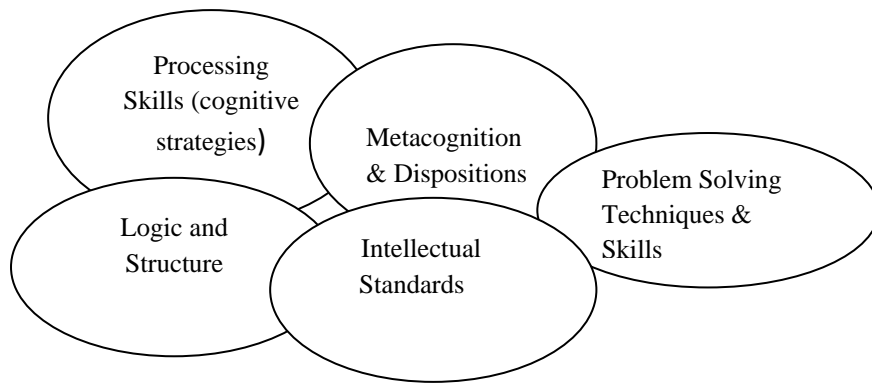 Processing
Skills (cognitive
strategies)
Metacognition
& Dispositions
Problem Solving
Techniques &
Skills
Logic and
Structure
Intellectual
Standards